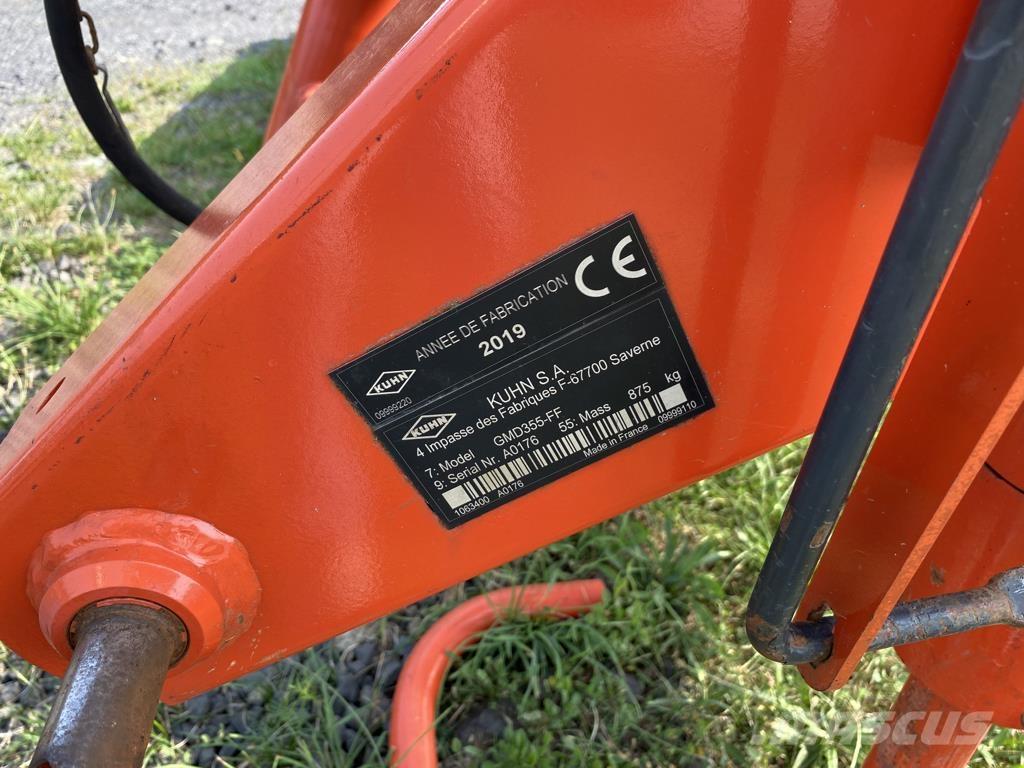 ANNEE DE FABRICATION CE
2019
KUHN
09999220
KUHN
KUHN S.A.
4 Impasse des Fabriques F-67700 Saverne
7: Model GMD355-FF
9: Serial Nr. A0176 55: Mass 875 kg
1063400 A0176 Made in France 09999110
MASCUS